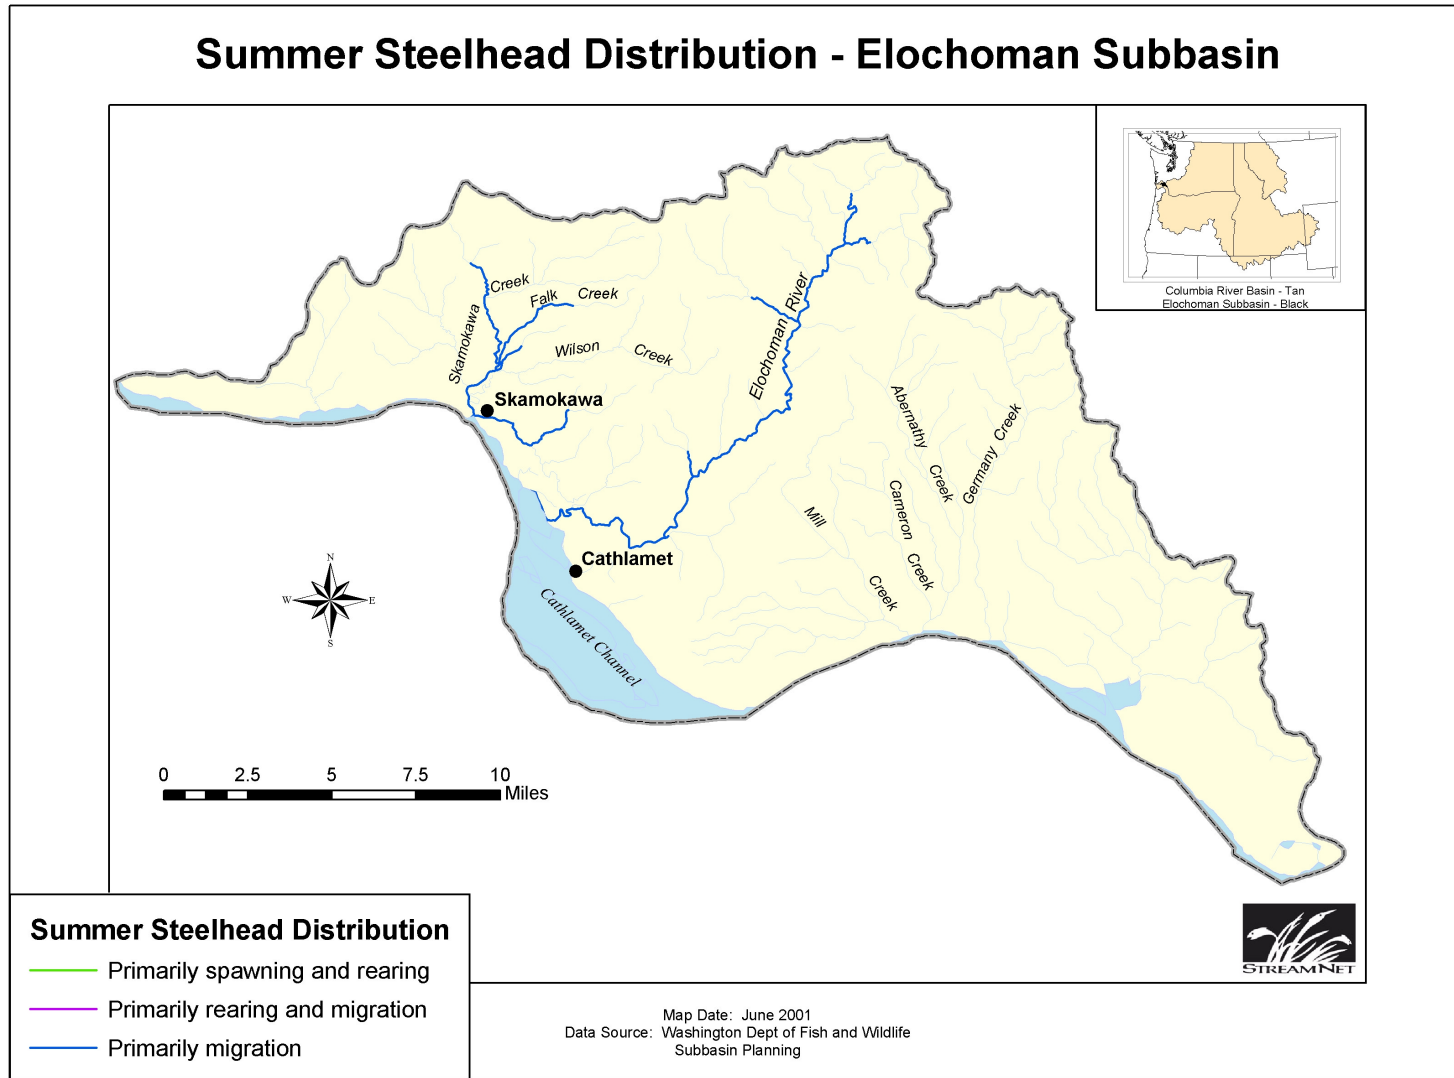 Summer Steelhead Distribution - Elochoman Subbasin
Columbia River Basin - Tan
Elochoman Subbasin - Black
Skamokawa
Creek
Falk
Creek
Wilson
Creek
Elochoman
River
Skamokawa
Abernathy
Creek
Germany
Creek
Cameron
Creek
Mill
Creek
Cathlamet
Cathlamet Channel
N
W
E
S
0
2.5
5
7.5
10
Miles
Summer Steelhead Distribution
Primarily spawning and rearing
Primarily rearing and migration
Primarily migration
STREAMNET
Map Date: June 2001
Data Source: Washington Dept of Fish and Wildlife
Subbasin Planning